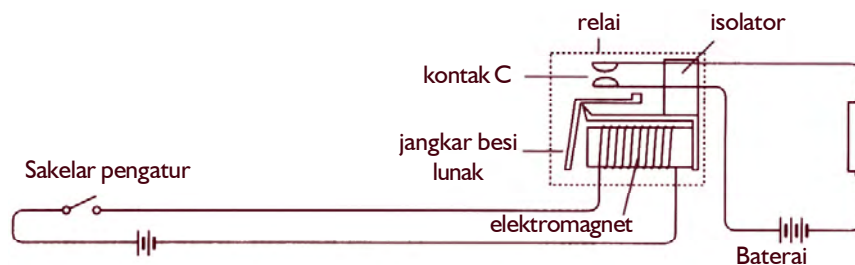 relai
isolator
kontak C
jangkar besi
lunak
Sakelar pengatur
elektromagnet
Baterai